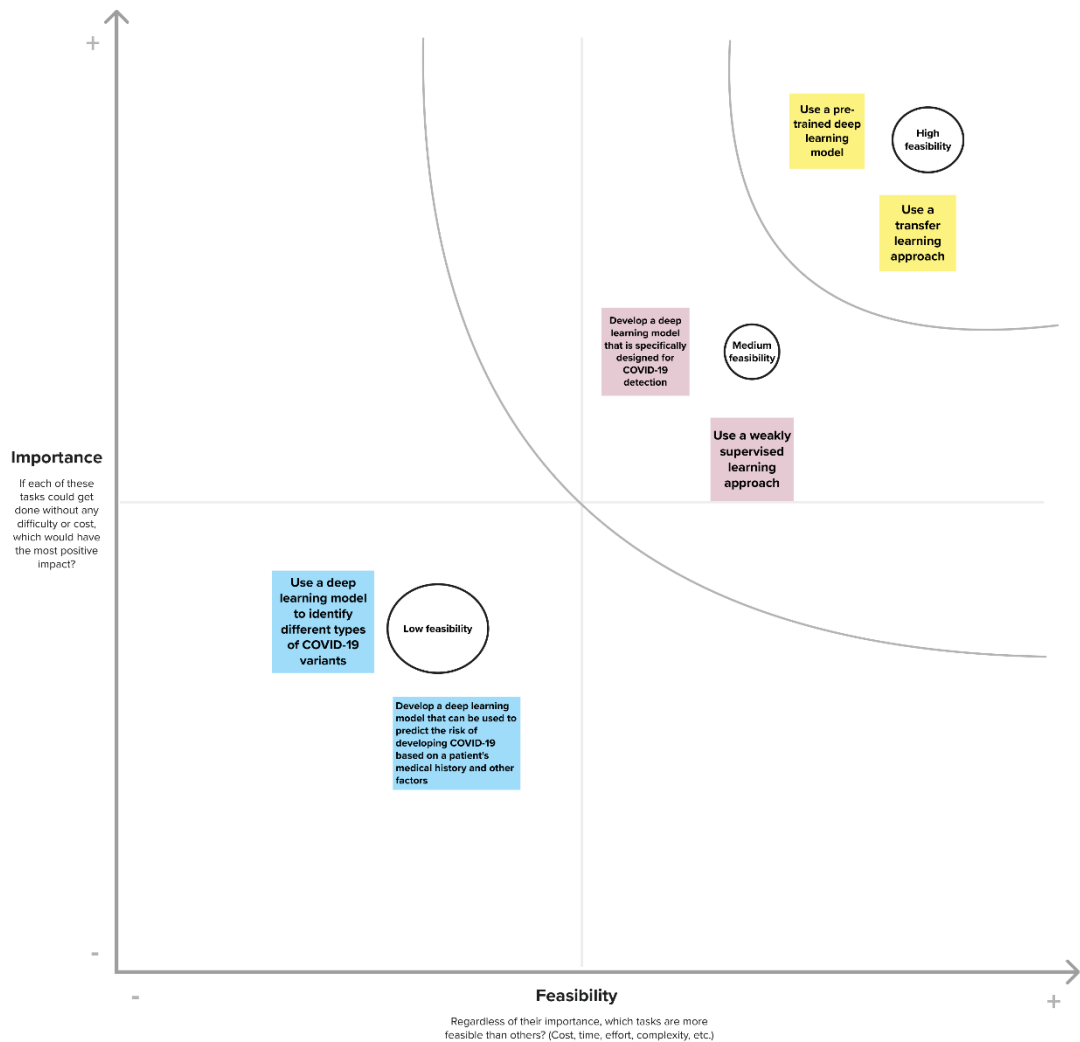 +
Use a pre-
trained deep
learning
model
High
feasibility
Use a
transfer
learning
approach
Develop a deep
learning model
that is specifically
designed for
COVID-19
detection
Medium
feasibility
Use a weakly
supervised
learning
approach
Importance
If each of these
tasks could get
done without any
difficulty or cost,
which would have
the most positive
impact?
Use a deep
learning model
to identify
different types
of COVID-19
variants
Low feasibility
Develop a deep learning
model that can be used to
predict the risk of
developing COVID-19
based on a patient's
medical history and other
factors
-
-
Feasibility
+
Regardless of their importance, which tasks are more
feasible than others? (Cost, time, effort, complexity, etc.)